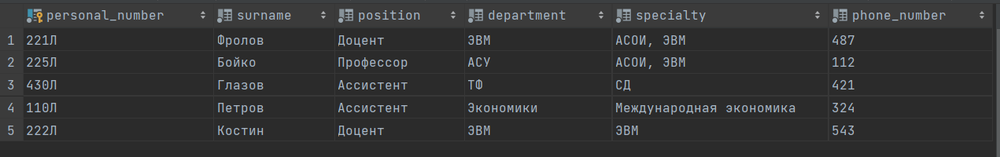 personal_number surname position department specialty phone_number
1 221Л Фролов Доцент ЭВМ АСОИ, ЭВМ 487
2 225Л Бойко Профессор АСУ АСОИ, ЭВМ 112
3 430Л Глазов Ассистент ТФ СД 421
4 110Л Петров Ассистент Экономики Международная экономика 324
5 222Л Костин Доцент ЭВМ ЭВМ 543